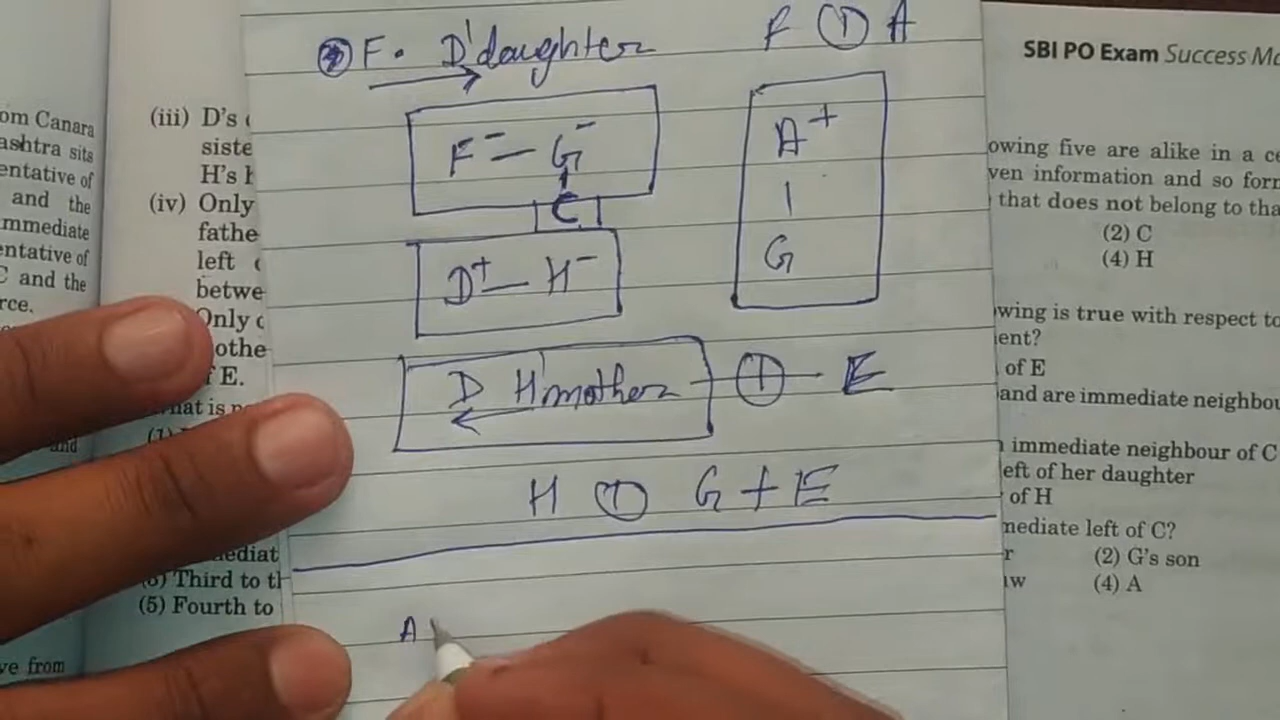 F. D'daughter
F ① A
F⁻ — G⁻
C
D⁺ — H⁻
A⁺
|
G
D H'mother ⊕ E
H ① G + E
A
om Canara
ashtra sits
entative of
and the
mmediate
entative of
C and the
rce.
ve from
(iii) D's
siste
H's
(iv) Only
fathe
left
betwe
Only
othe
E.
(1)
ediat
Third to th
(5) Fourth to
SBI PO Exam Success Ma
owing five are alike in a ce
ven information and so form
that does not belong to tha
(2) C
(4) H
wing is true with respect to
ent?
of E
and are immediate neighbou
immediate neighbour of C
eft of her daughter
of H
mediate left of C?
(2) G's son
(4) A